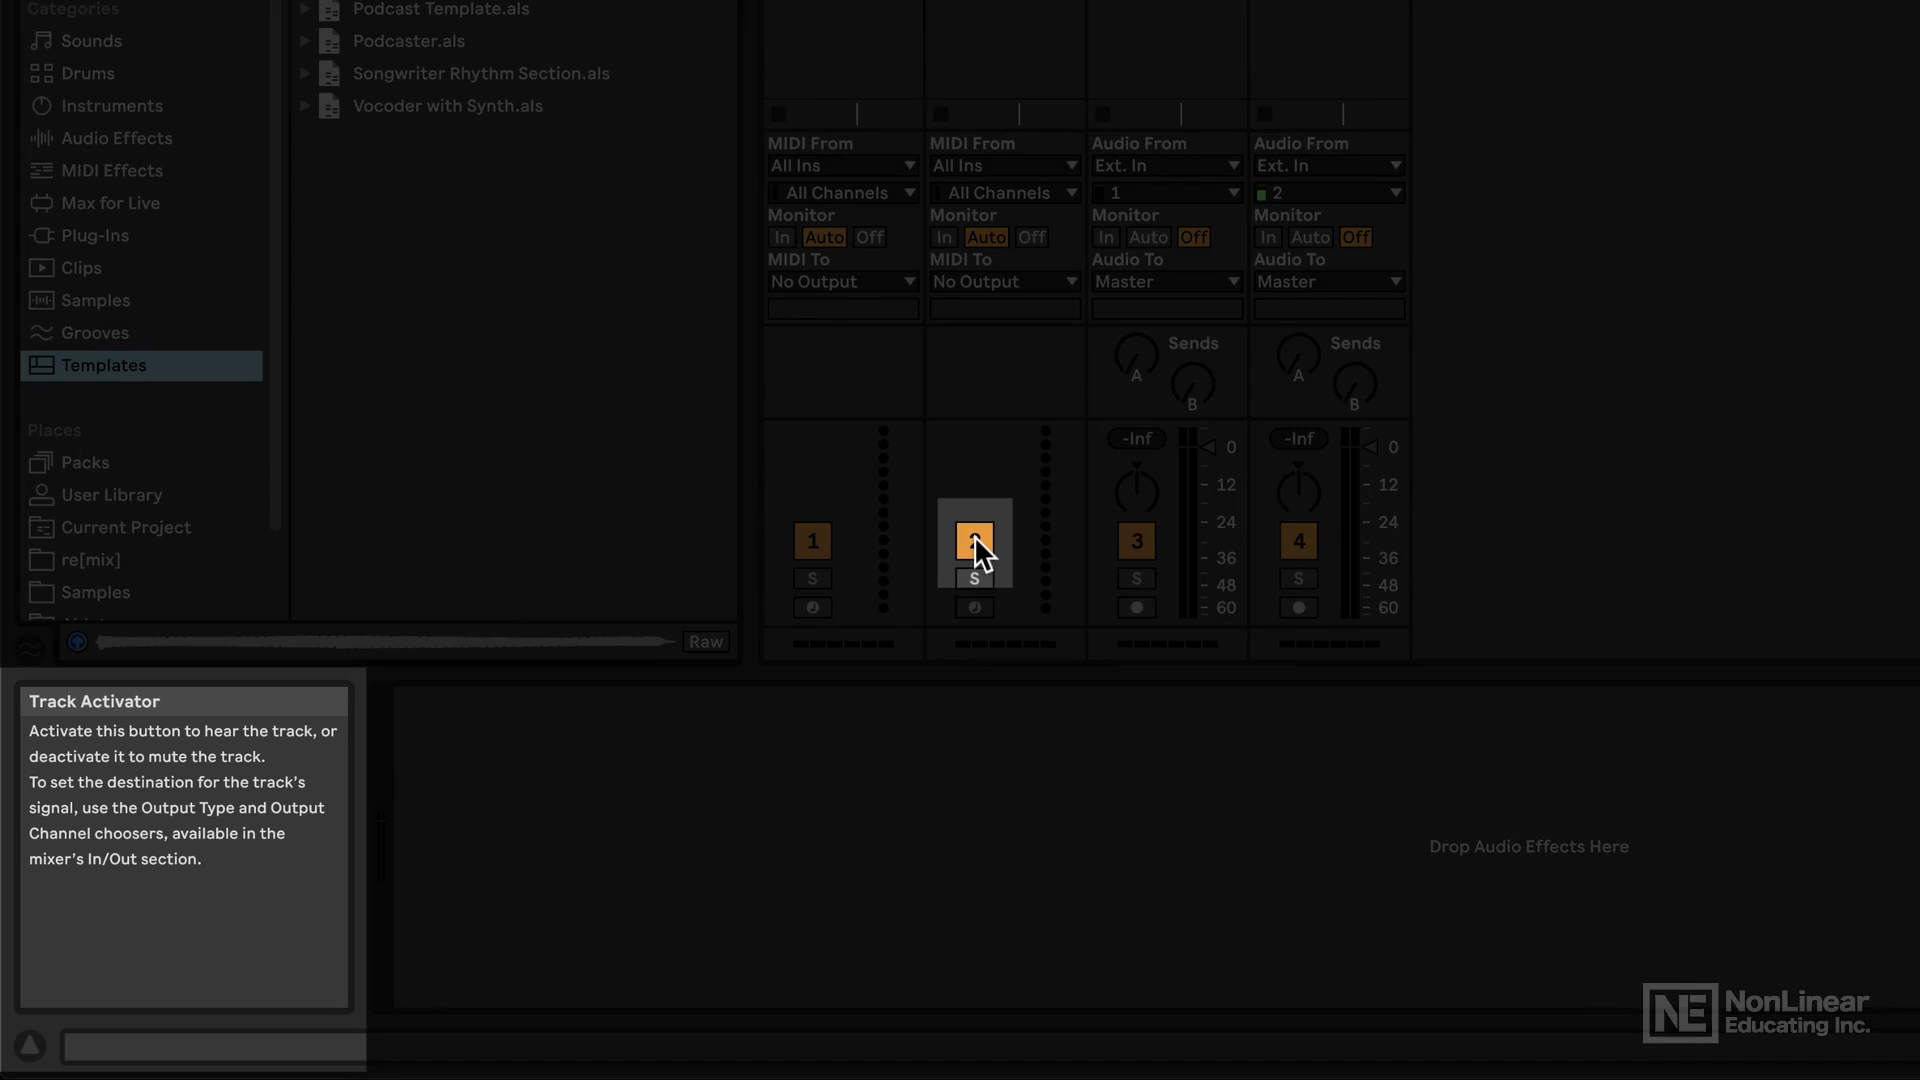 Categories
Sounds
Drums
Instruments
Audio Effects
MIDI Effects
Max for Live
Plug-Ins
Clips
Samples
Grooves
Templates
Places
Packs
User Library
Current Project
re[mix]
Samples
Podcast Template.als
Podcaster.als
Songwriter Rhythm Section.als
Vocoder with Synth.als
Raw
MIDI From
All Ins
All Channels
Monitor
In Auto Off
MIDI To
No Output
1
S
MIDI From
All Ins
All Channels
Monitor
In Auto Off
MIDI To
No Output
S
Audio From
Ext. In
1
Monitor
In Auto Off
Audio To
Master
Sends
A
B
-Inf
0
12
24
36
48
60
3
S
Audio From
Ext. In
2
Monitor
In Auto Off
Audio To
Master
Sends
A
B
-Inf
0
12
24
36
48
60
4
S
Track Activator
Activate this button to hear the track, or
deactivate it to mute the track.
To set the destination for the track's
signal, use the Output Type and Output
Channel choosers, available in the
mixer's In/Out section.
Drop Audio Effects Here
NE NonLinear
Educating Inc.